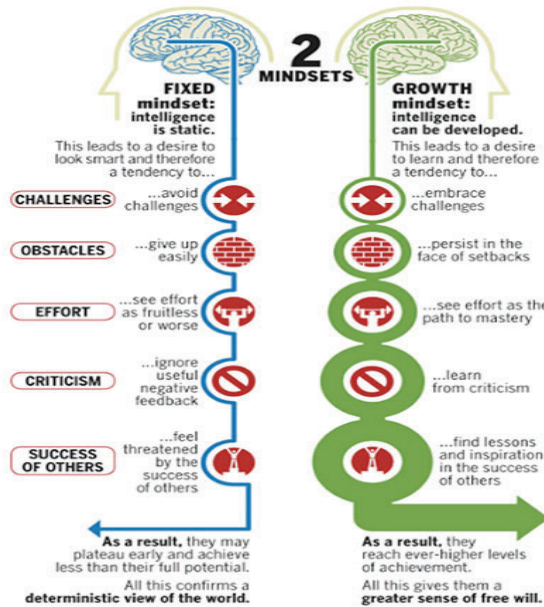 2
MINDSETS
FIXED
mindset:
intelligence
is static.
This leads to a desire to
look smart and therefore
a tendency to...
GROWTH
mindset:
intelligence
can be developed.
This leads to a desire
to learn and therefore
a tendency to...
CHALLENGES
...avoid
challenges
...embrace
challenges
OBSTACLES
...give up
easily
...persist in the
face of setbacks
EFFORT
...see effort
as fruitless
or worse
...see effort as the
path to mastery
CRITICISM
...ignore
useful
negative
feedback
...learn
from criticism
SUCCESS
OF OTHERS
...feel
threatened
by the
success
of others
...find lessons
and inspiration
in the success
of others
As a result, they may
plateau early and achieve
less than their full potential.
All this confirms a
deterministic view of the world.
As a result, they
reach ever-higher levels
of achievement.
All this gives them a
greater sense of free will.